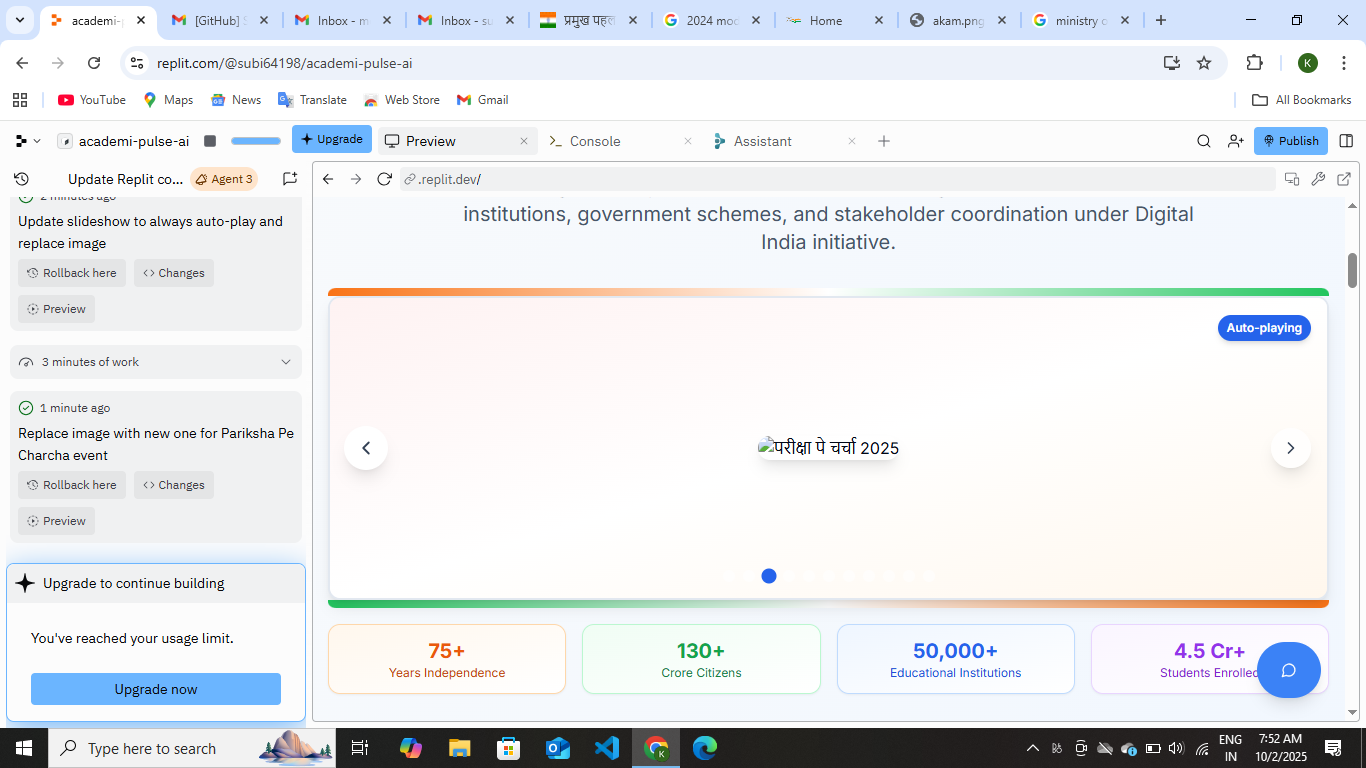 academi-
[GitHub] S
Inbox - m
Inbox - su
प्रमुख पहल
2024 moc
Home
akam.png
ministry o
replit.com/@subi64198/academi-pulse-ai
K
YouTube
Maps
News
Translate
Web Store
Gmail
All Bookmarks
academi-pulse-ai
Upgrade
Preview
Console
Assistant
Publish
Update Replit co...
Agent 3
.replit.dev/
2 minutes ago
Update slideshow to always auto-play and
replace image
Rollback here
Changes
Preview
3 minutes of work
1 minute ago
Replace image with new one for Pariksha Pe
Charcha event
Rollback here
Changes
Preview
Upgrade to continue building
You've reached your usage limit.
Upgrade now
institutions, government schemes, and stakeholder coordination under Digital
India initiative.
Auto-playing
परीक्षा पे चर्चा 2025
75+
Years Independence
130+
Crore Citizens
50,000+
Educational Institutions
4.5 Cr+
Students Enrolled
Type here to search
ENG
IN
7:52 AM
10/2/2025